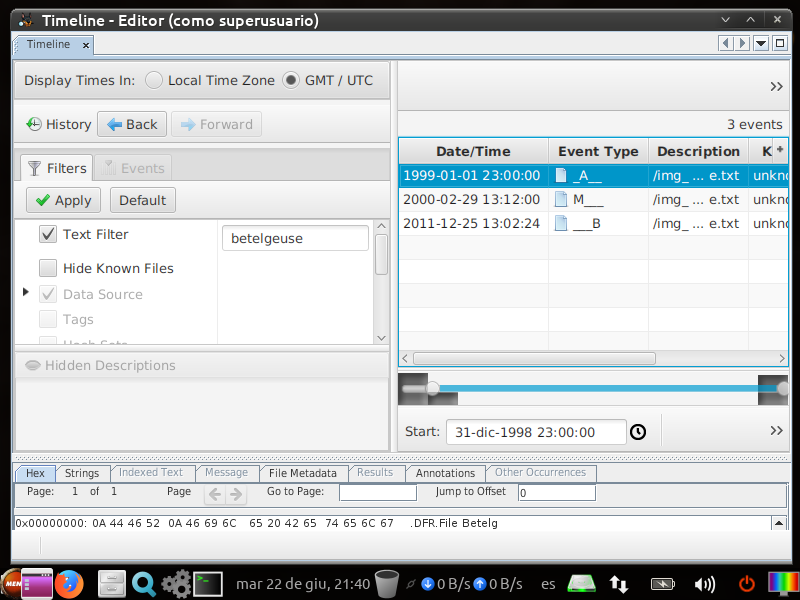 Timeline - Editor (como superusuario)
Timeline
Display Times In: Local Time Zone GMT / UTC
History Back Forward
3 events
Filters Events
Apply Default
Date/Time Event Type Description K
1999-01-01 23:00:00 _A__ /img_ ... e.txt unkno
2000-02-29 13:12:00 M___ /img_ ... e.txt unkno
2011-12-25 13:02:24 ___B /img_ ... e.txt unkno
Text Filter betelgeuse
Hide Known Files
Data Source
Tags
Hash Sets
Hidden Descriptions
Start: 31-dic-1998 23:00:00
Hex Strings Indexed Text Message File Metadata Results Annotations Other Occurrences
Page: 1 of 1 Page Go to Page: Jump to Offset 0
0x00000000: 0A 44 46 52 0A 46 69 6C 65 20 42 65 74 65 6C 67 .DFR.File Betelg
MEN mar 22 de giu, 21:40 0 B/s 0 B/s es